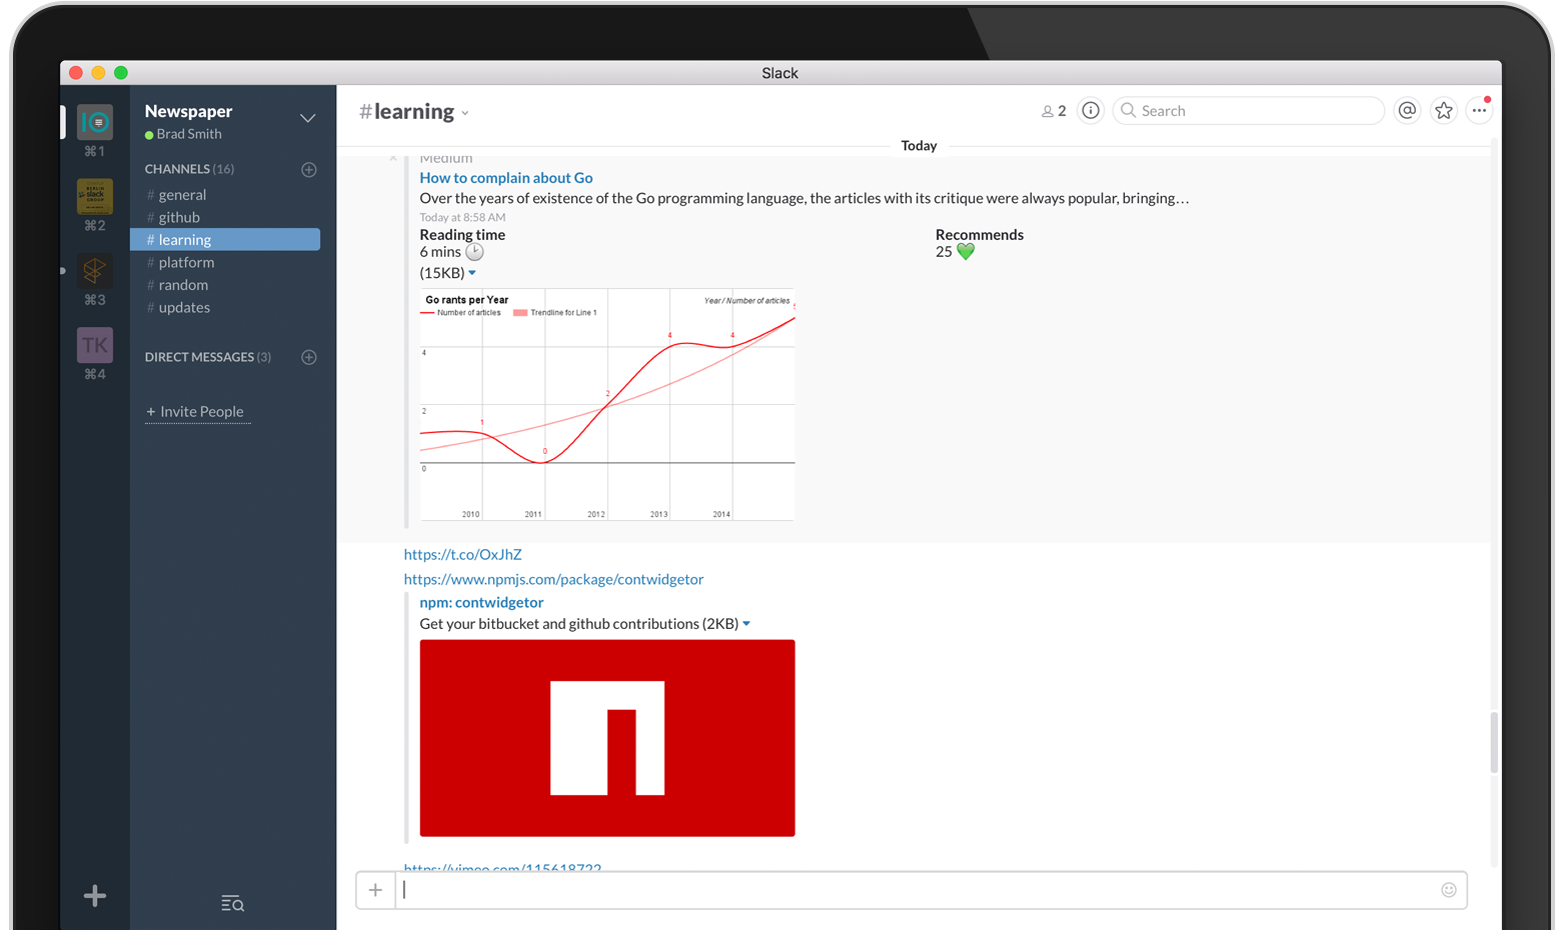 Slack
⌘1
BERLIN
slack
GROUP
⌘2
⌘3
TK
⌘4
Newspaper
Brad Smith
CHANNELS (16)
# general
# github
# learning
# platform
# random
# updates
DIRECT MESSAGES (3)
+ Invite People
#learning
2
Search
Today
Medium
How to complain about Go
Over the years of existence of the Go programming language, the articles with its critique were always popular, bringing…
Today at 8:58 AM
Reading time
6 mins
Recommends
25
(15KB)
Go rants per Year
Year / Number of articles
Number of articles
Trendline for Line 1
5
4
4
4
2
2
1
0
0
2010
2011
2012
2013
2014
https://t.co/OxJhZ
https://www.npmjs.com/package/contwidgetor
npm: contwidgetor
Get your bitbucket and github contributions (2KB)
n
https://vimeo.com/115618722